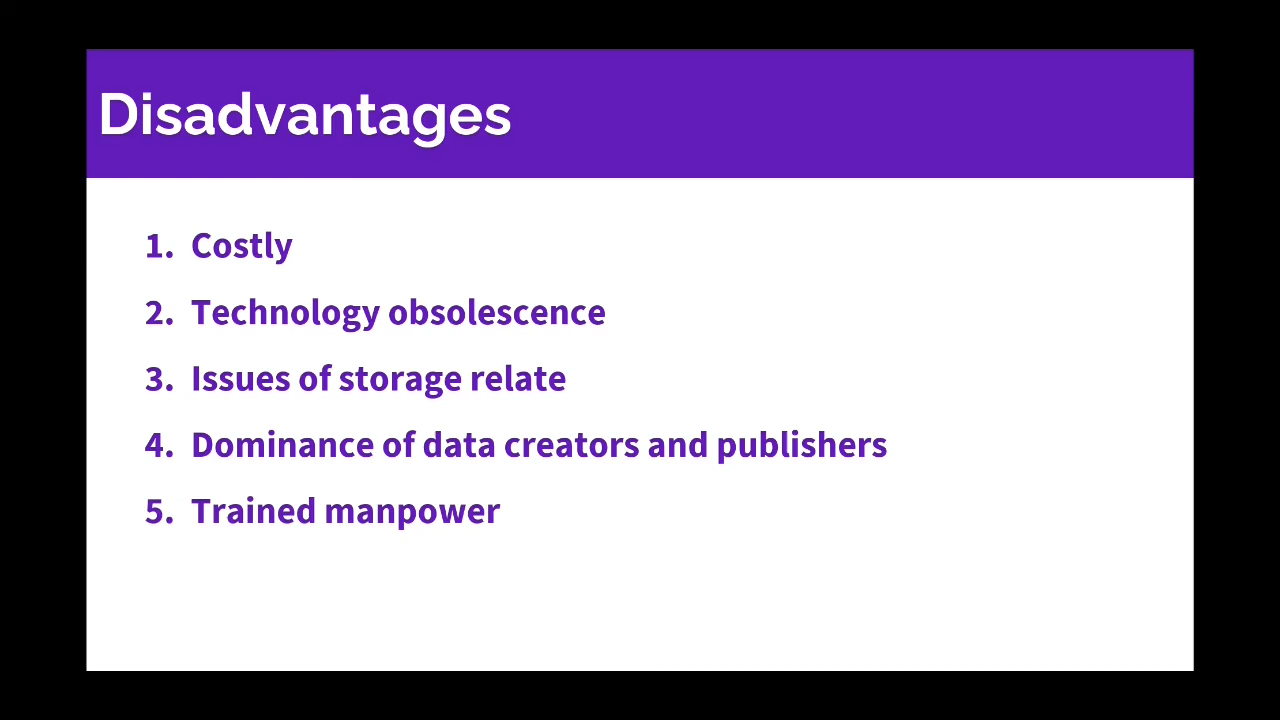 Disadvantages
1. Costly
2. Technology obsolescence
3. Issues of storage relate
4. Dominance of data creators and publishers
5. Trained manpower